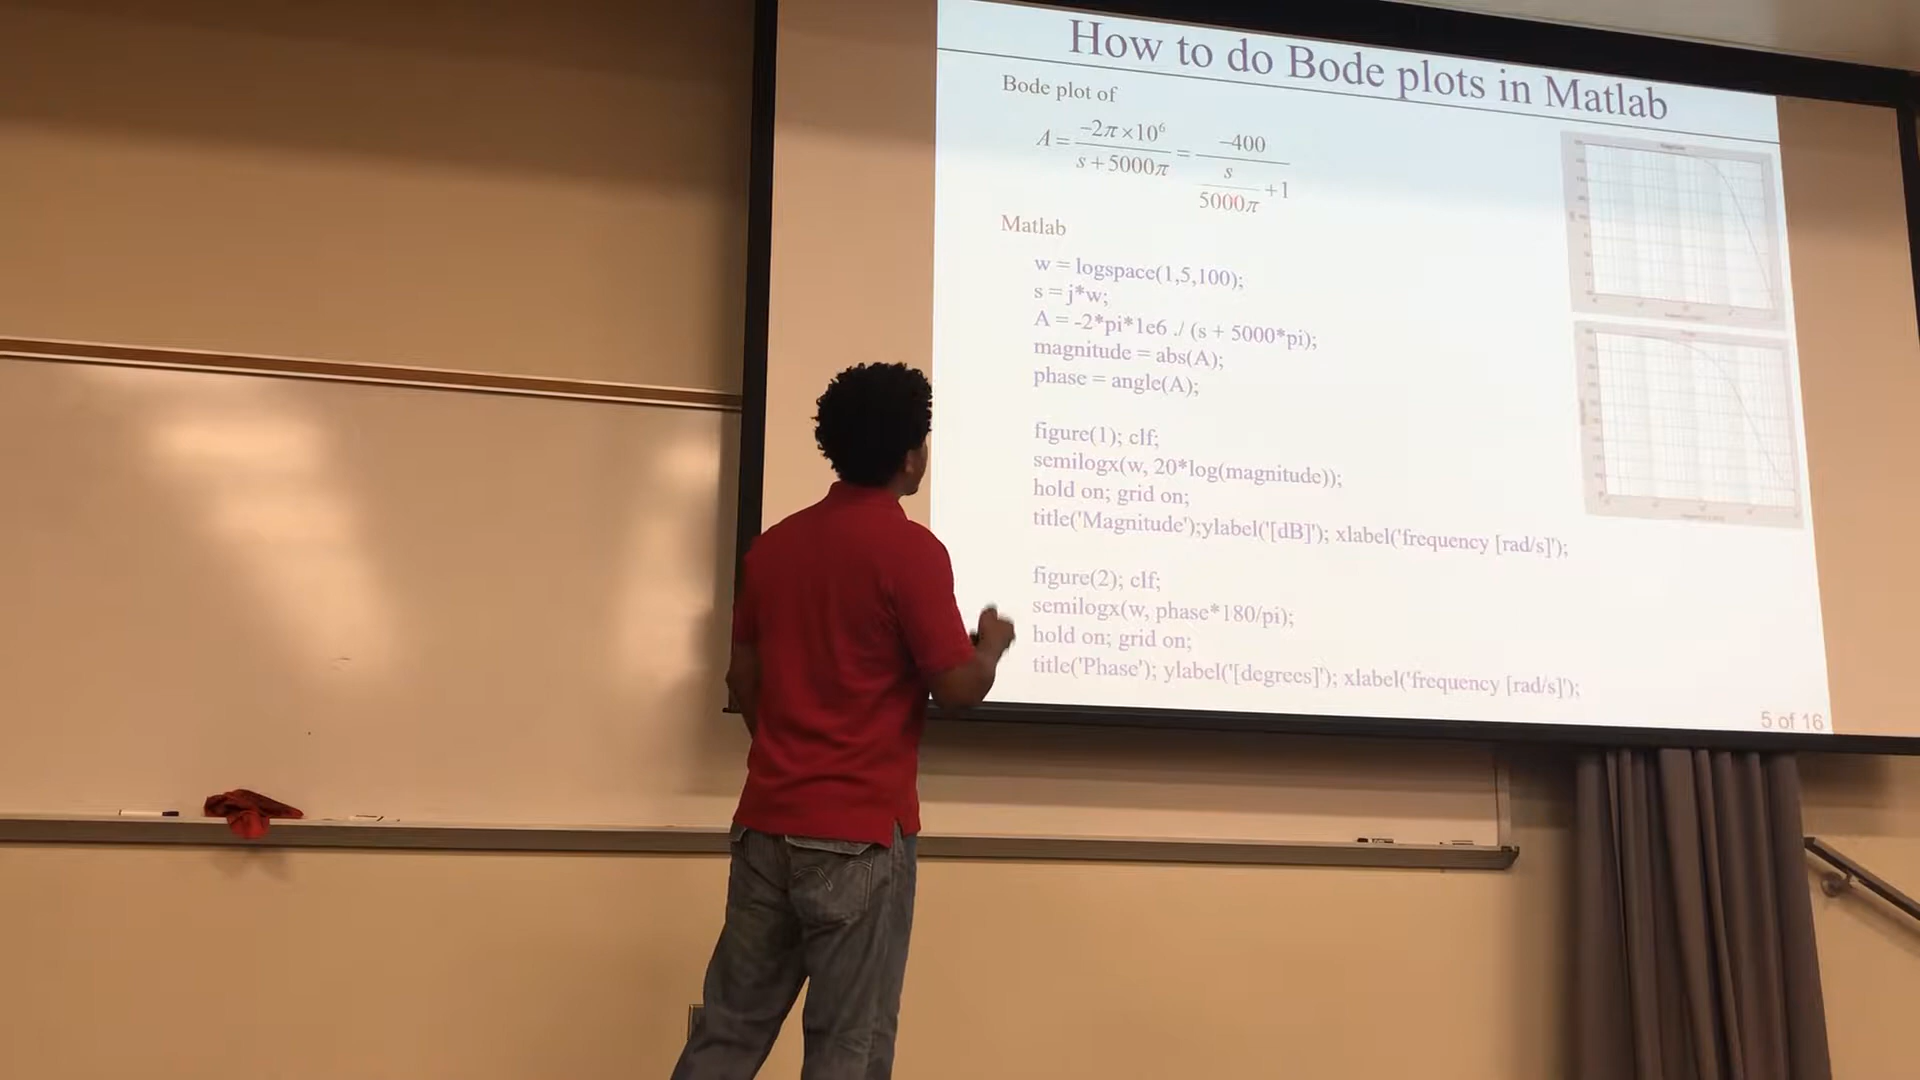 How to do Bode plots in Matlab
Bode plot of
A = −2π×10⁶ / s+5000π = −400 / s/5000π +1
Matlab
w = logspace(1,5,100);
s = j*w;
A = -2*pi*1e6 ./ (s + 5000*pi);
magnitude = abs(A);
phase = angle(A);
figure(1); clf;
semilogx(w, 20*log(magnitude));
hold on; grid on;
title('Magnitude');ylabel('[dB]'); xlabel('frequency [rad/s]');
figure(2); clf;
semilogx(w, phase*180/pi);
hold on; grid on;
title('Phase'); ylabel('[degrees]'); xlabel('frequency [rad/s]');
5 of 16